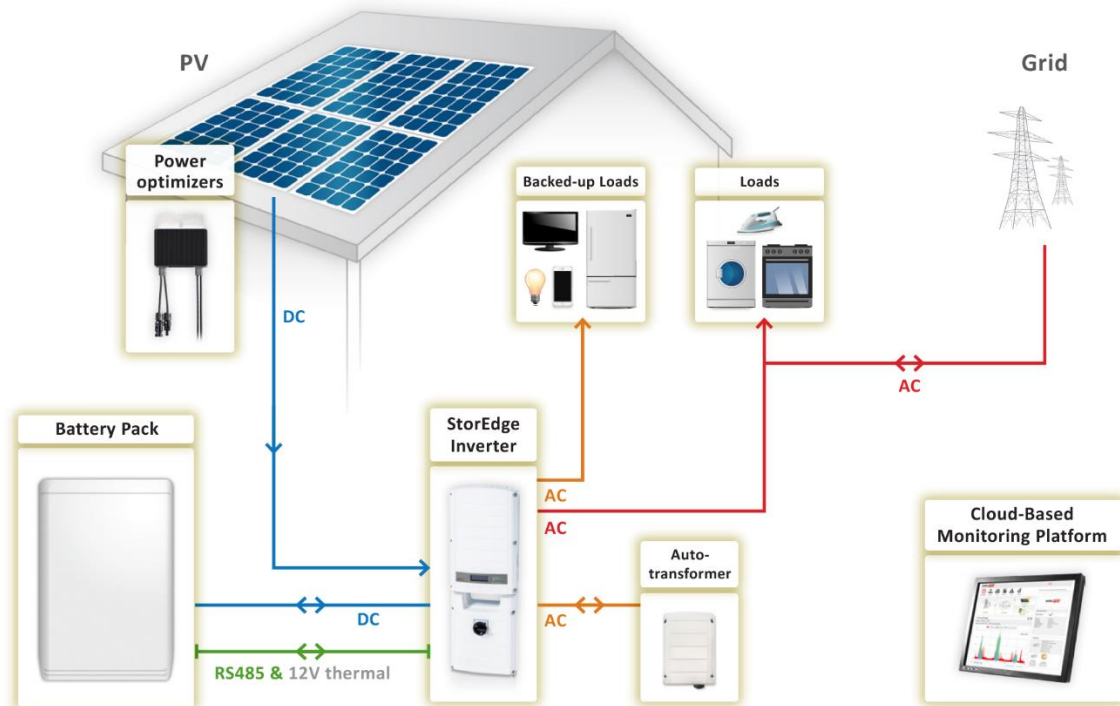 PV
Grid
Power
optimizers
Backed-up Loads
Loads
DC
AC
Battery Pack
StorEdge
Inverter
AC
AC
Cloud-Based
Monitoring Platform
Auto-
transformer
DC
AC
RS485 & 12V thermal